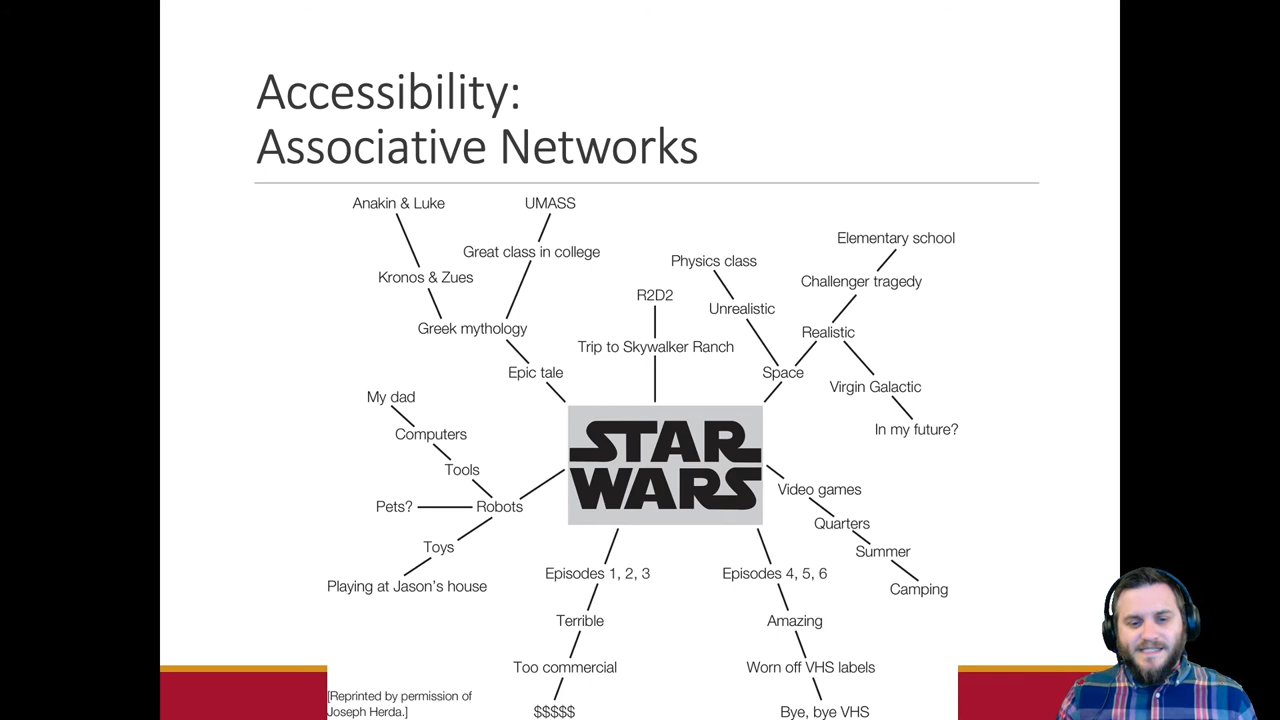 Accessibility:
Associative Networks
Anakin & Luke
UMASS
Great class in college
Kronos & Zues
Greek mythology
Epic tale
R2D2
Trip to Skywalker Ranch
Physics class
Unrealistic
Space
Elementary school
Challenger tragedy
Realistic
Virgin Galactic
In my future?
My dad
Computers
Tools
Pets?
Robots
Toys
Playing at Jason's house
STAR
WARS
Video games
Quarters
Summer
Camping
Episodes 1, 2, 3
Terrible
Too commercial
$$$$$
Episodes 4, 5, 6
Amazing
Worn off VHS labels
Bye, bye VHS
[Reprinted by permission of
Joseph Herda.]